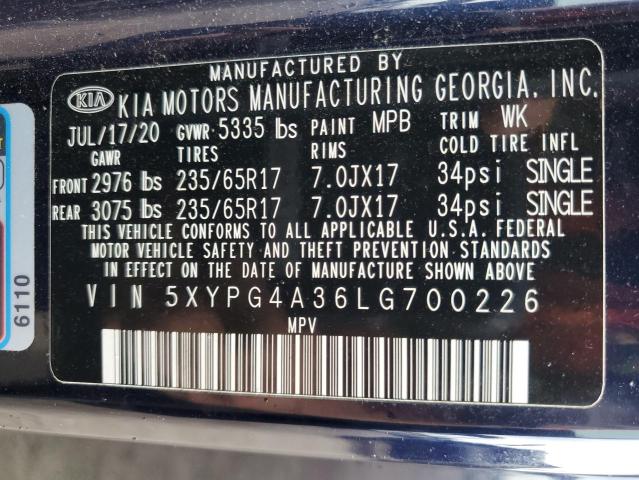 MANUFACTURED BY
KIA KIA MOTORS MANUFACTURING GEORGIA, INC.
JUL/17/20 GVWR 5335 lbs PAINT MPB TRIM WK
GAWR TIRES RIMS COLD TIRE INFL
FRONT 2976 lbs 235/65R17 7.0JX17 34psi SINGLE
REAR 3075 lbs 235/65R17 7.0JX17 34psi SINGLE
THIS VEHICLE CONFORMS TO ALL APPLICABLE U.S.A. FEDERAL
MOTOR VEHICLE SAFETY AND THEFT PREVENTION STANDARDS
IN EFFECT ON THE DATE OF MANUFACTURE SHOWN ABOVE
VIN 5XYPG4A36LG700226
MPV
6110